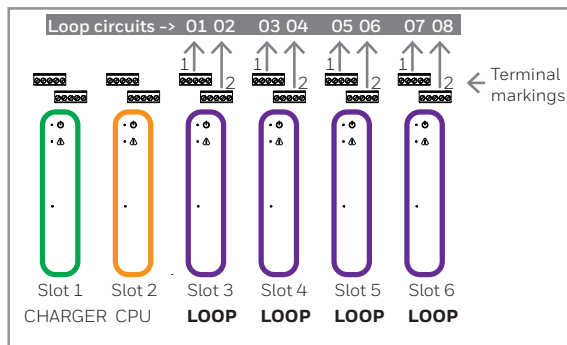 Loop circuits -> 01 02 03 04 05 06 07 08
1 1 1 1
2 2 2 2
Terminal
markings
Slot 1 Slot 2 Slot 3 Slot 4 Slot 5 Slot 6
CHARGER CPU LOOP LOOP LOOP LOOP